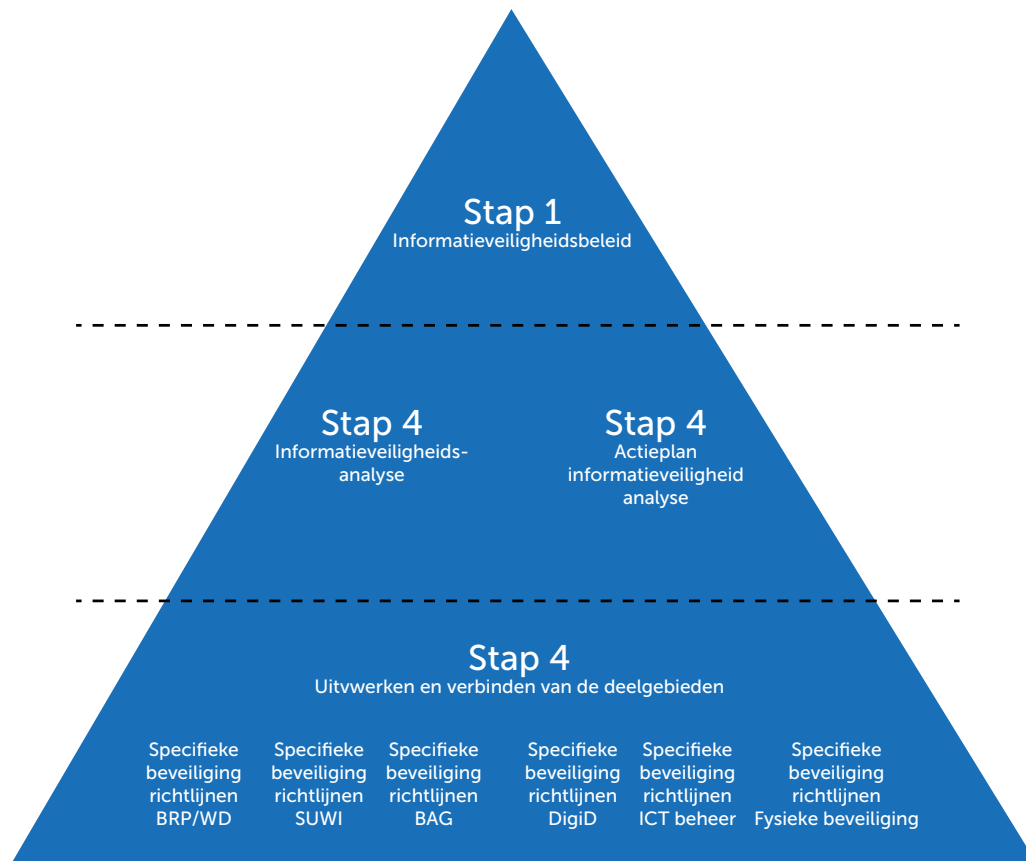 Stap 1
Informatieveiligheidsbeleid
Stap 4
Informatieveiligheids-
analyse
Stap 4
Actieplan
informatieveiligheid
analyse
Stap 4
Uitvwerken en verbinden van de deelgebieden
Specifieke
beveiliging
richtlijnen
BRP/WD
Specifieke
beveiliging
richtlijnen
SUWI
Specifieke
beveiliging
richtlijnen
BAG
Specifieke
beveiliging
richtlijnen
DigiD
Specifieke
beveiliging
richtlijnen
ICT beheer
Specifieke
beveiliging
richtlijnen
Fysieke beveiliging